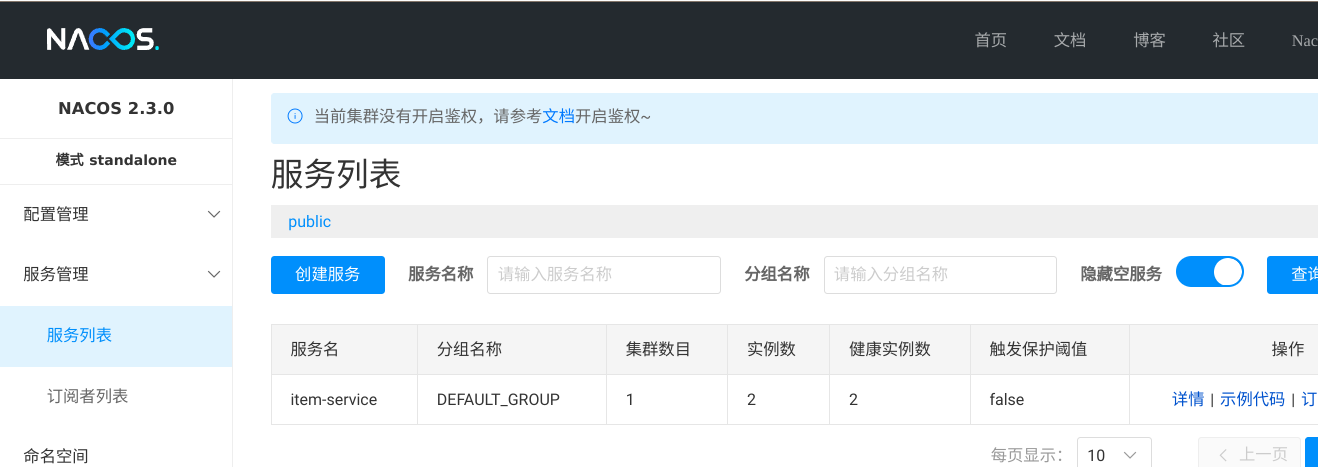 NACOS.
首页 文档 博客 社区 Nac
NACOS 2.3.0
模式 standalone
配置管理
服务管理
服务列表
订阅者列表
命名空间
当前集群没有开启鉴权，请参考文档开启鉴权~
服务列表
public
创建服务 服务名称 请输入服务名称 分组名称 请输入分组名称 隐藏空服务 查询
服务名 分组名称 集群数目 实例数 健康实例数 触发保护阈值 操作
item-service DEFAULT_GROUP 1 2 2 false 详情 | 示例代码 | 订
每页显示： 10 上一页